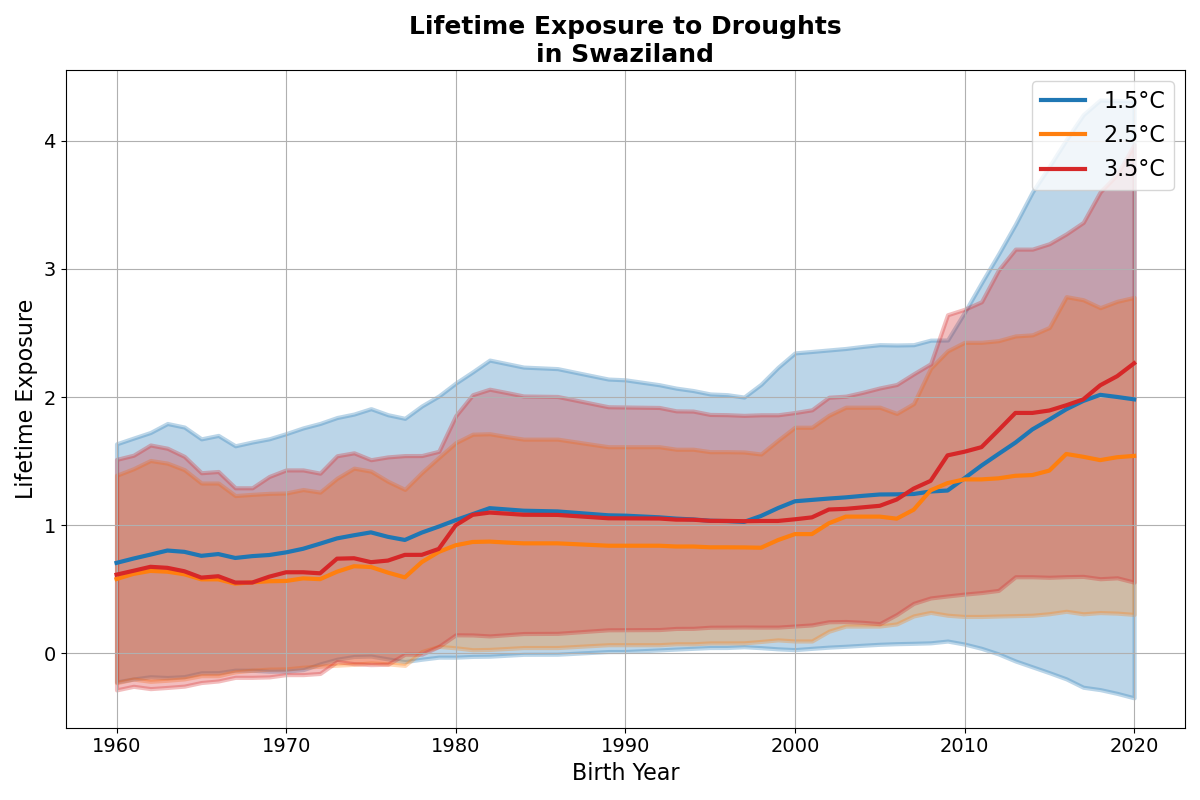 Lifetime Exposure to Droughts
in Swaziland
1.5°C
2.5°C
3.5°C
Lifetime Exposure
4
3
2
1
0
1960 1970 1980 1990 2000 2010 2020
Birth Year